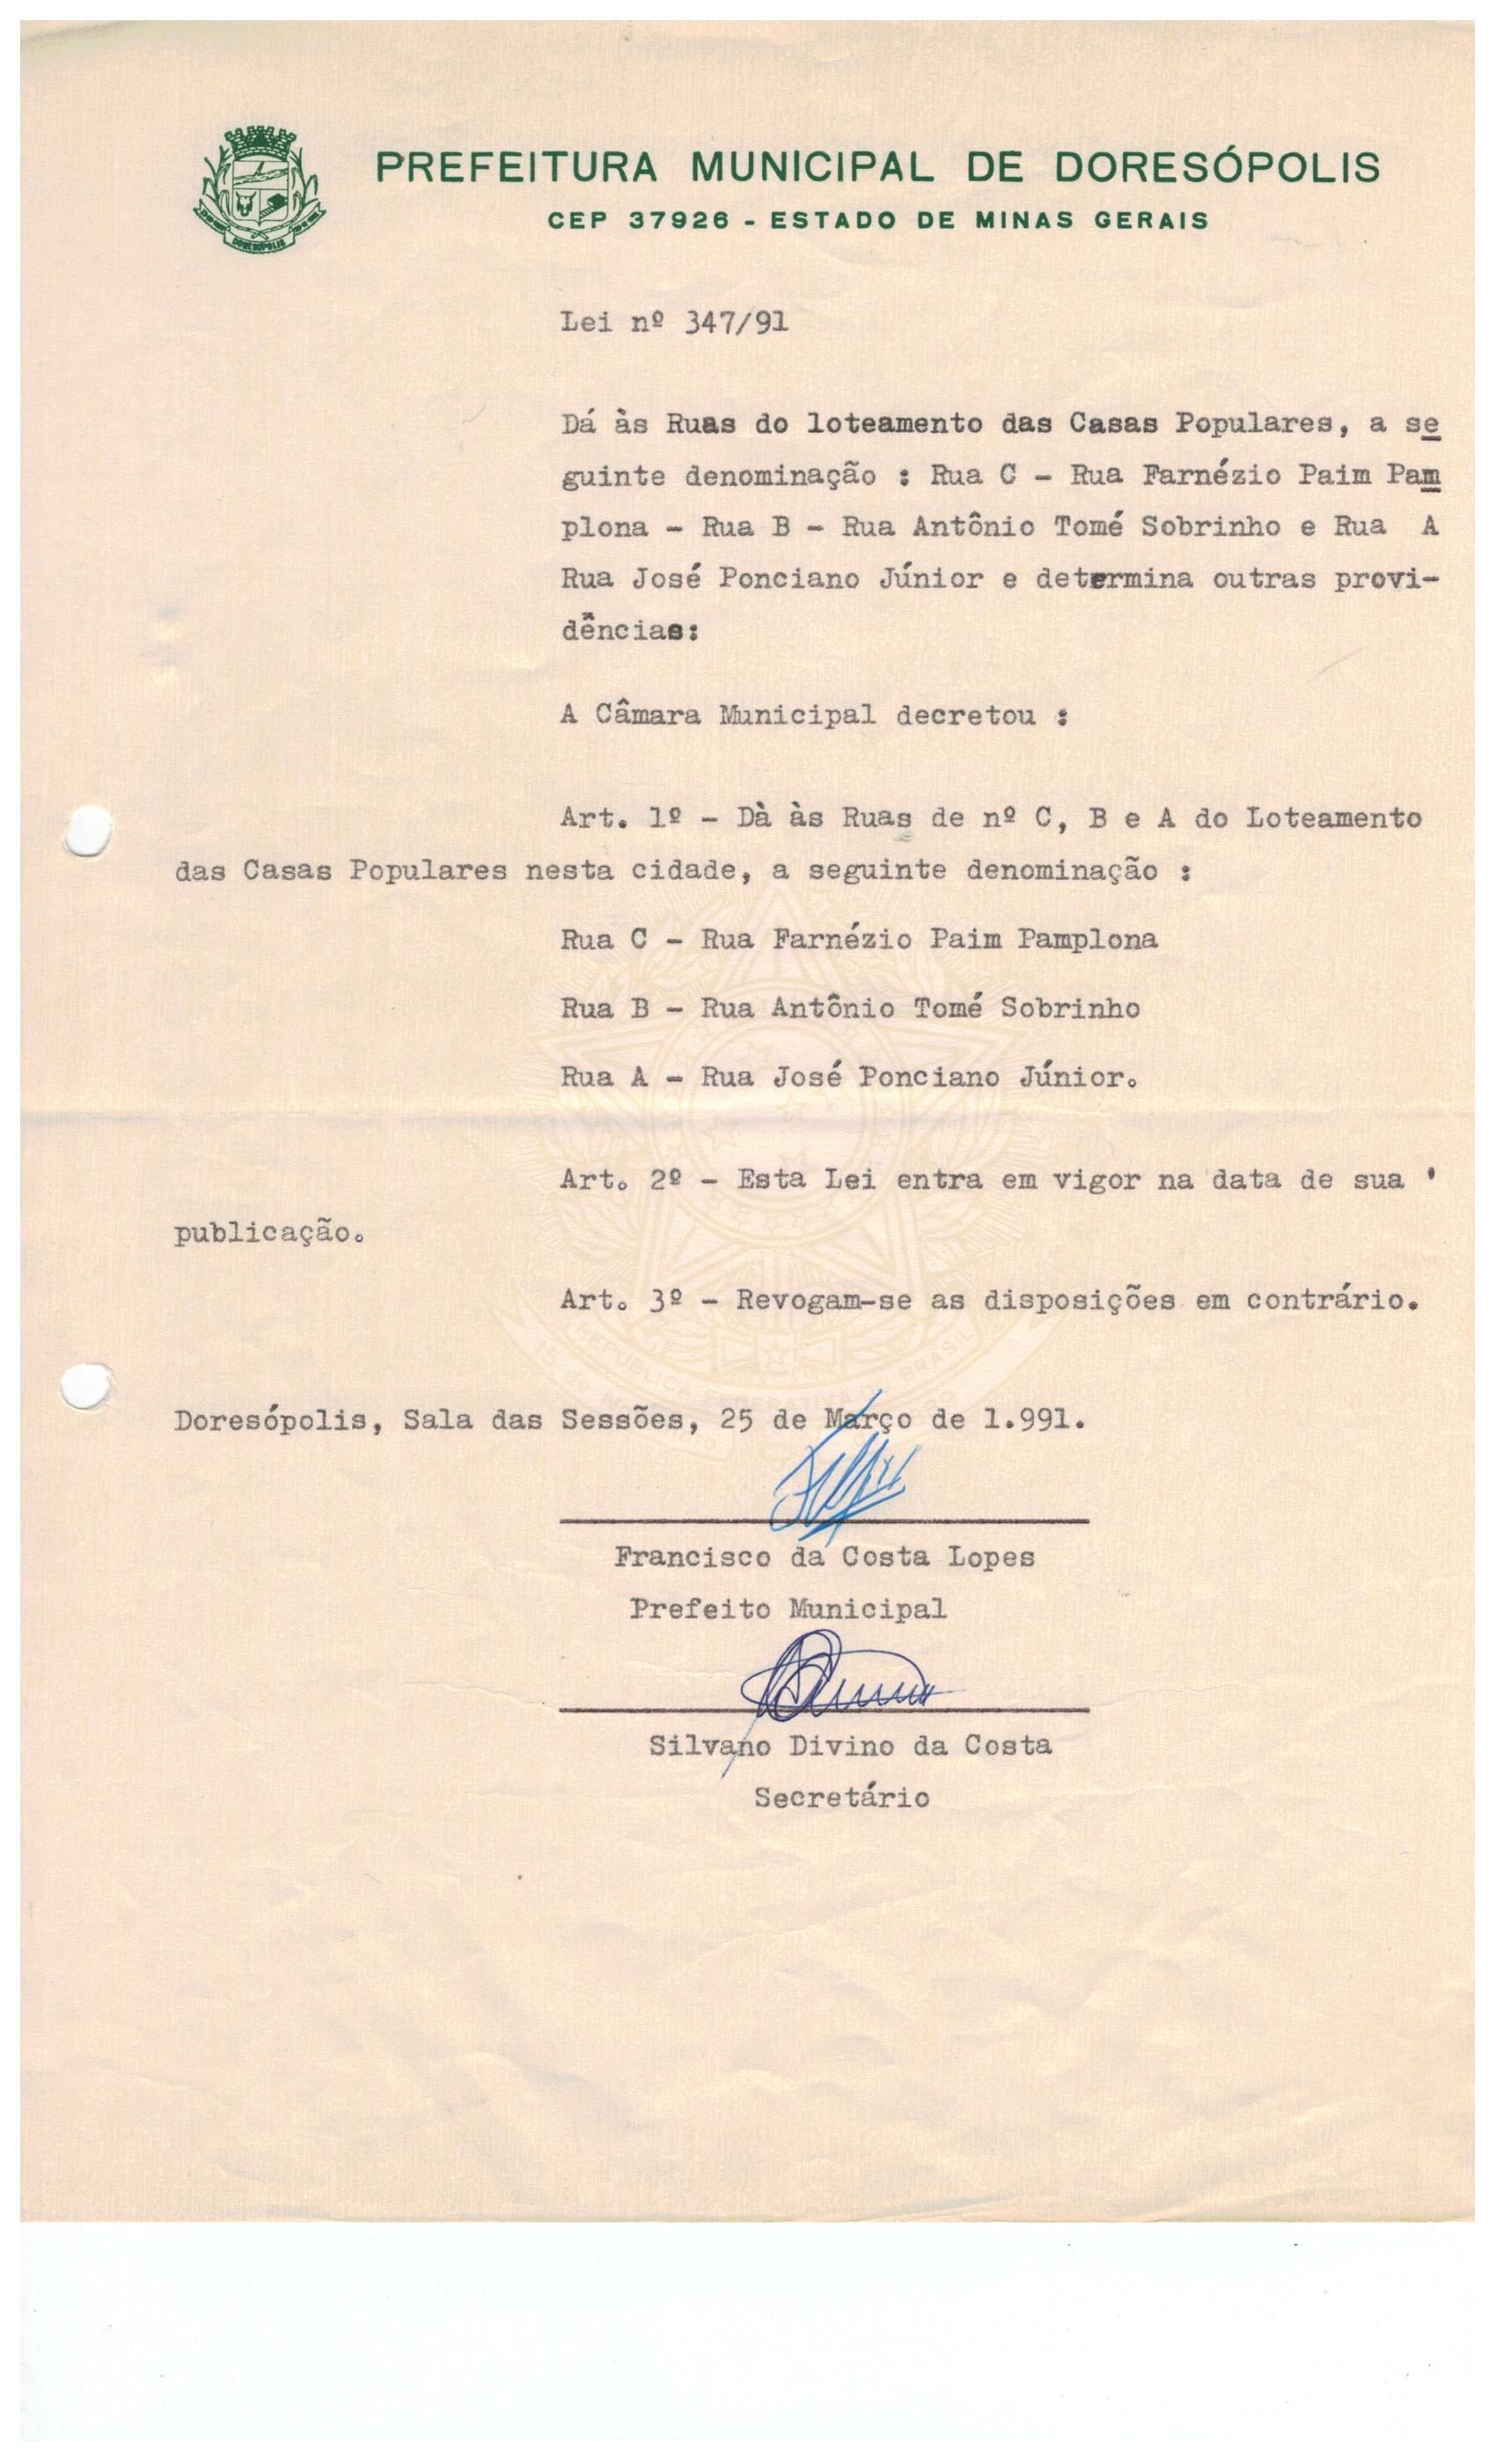 PREFEITURA MUNICIPAL DE DORESÓPOLIS
CEP 37926 - ESTADO DE MINAS GERAIS
DORESÓPOLIS
Lei nº 347/91
Dá às Ruas do loteamento das Casas Populares, a se
guinte denominação : Rua C - Rua Farnézio Paim Pam
plona - Rua B - Rua Antônio Tomé Sobrinho e Rua A
Rua José Ponciano Júnior e determina outras provi-
dências:
A Câmara Municipal decretou :
Art. 1º - Dà às Ruas de nº C, B e A do Loteamento
das Casas Populares nesta cidade, a seguinte denominação :
Rua C - Rua Farnézio Paim Pamplona
Rua B - Rua Antônio Tomé Sobrinho
Rua A - Rua José Ponciano Júnior.
Art. 2º - Esta Lei entra em vigor na data de sua '
publicação.
Art. 3º - Revogam-se as disposições em contrário.
Doresópolis, Sala das Sessões, 25 de Março de 1.991.
Francisco da Costa Lopes
Prefeito Municipal
Silvano Divino da Costa
Secretário